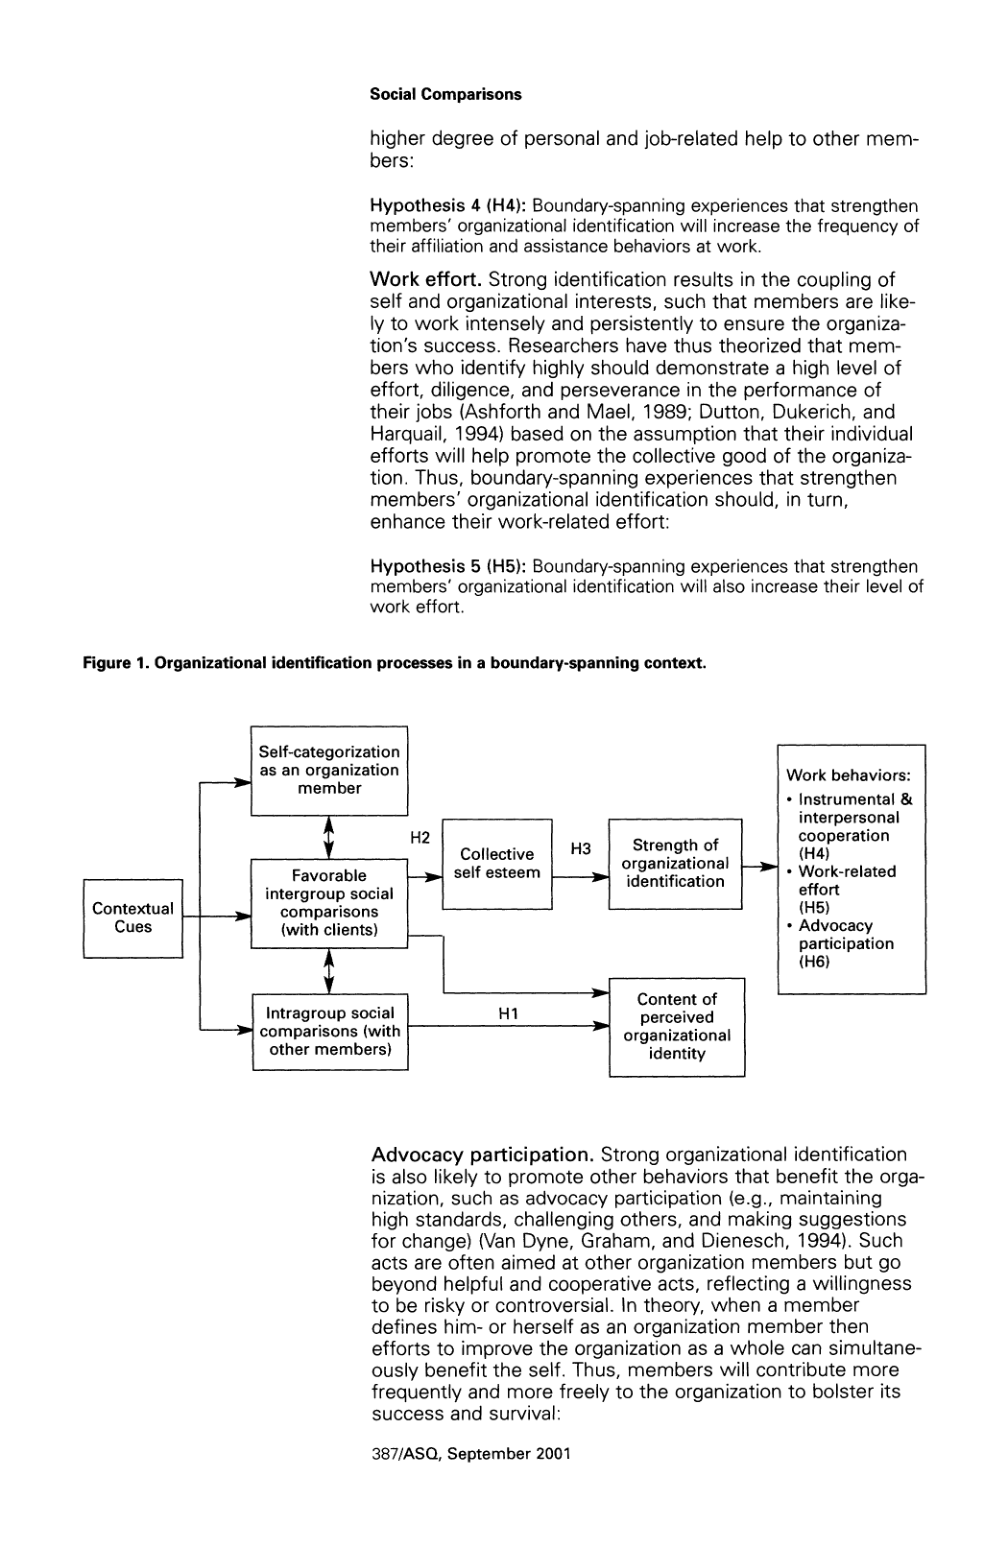 Social Comparisons
higher degree of personal and job-related help to other mem-
bers:
Hypothesis 4 (H4): Boundary-spanning experiences that strengthen
members' organizational identification will increase the frequency of
their affiliation and assistance behaviors at work.
Work effort. Strong identification results in the coupling of
self and organizational interests, such that members are like-
ly to work intensely and persistently to ensure the organiza-
tion's success. Researchers have thus theorized that mem-
bers who identify highly should demonstrate a high level of
effort, diligence, and perseverance in the performance of
their jobs (Ashforth and Mael, 1989; Dutton, Dukerich, and
Harquail, 1994) based on the assumption that their individual
efforts will help promote the collective good of the organiza-
tion. Thus, boundary-spanning experiences that strengthen
members' organizational identification should, in turn,
enhance their work-related effort:
Hypothesis 5 (H5): Boundary-spanning experiences that strengthen
members' organizational identification will also increase their level of
work effort.
Figure 1. Organizational identification processes in a boundary-spanning context.
Contextual
Cues
Self-categorization
as an organization
member
Favorable
intergroup social
comparisons
(with clients)
Intragroup social
comparisons (with
other members)
H2
Collective
self esteem
H3
Strength of
organizational
identification
H1
Content of
perceived
organizational
identity
Work behaviors:
• Instrumental &
interpersonal
cooperation
(H4)
• Work-related
effort
(H5)
• Advocacy
participation
(H6)
Advocacy participation. Strong organizational identification
is also likely to promote other behaviors that benefit the orga-
nization, such as advocacy participation (e.g., maintaining
high standards, challenging others, and making suggestions
for change) (Van Dyne, Graham, and Dienesch, 1994). Such
acts are often aimed at other organization members but go
beyond helpful and cooperative acts, reflecting a willingness
to be risky or controversial. In theory, when a member
defines him- or herself as an organization member then
efforts to improve the organization as a whole can simultane-
ously benefit the self. Thus, members will contribute more
frequently and more freely to the organization to bolster its
success and survival:
387/ASQ, September 2001